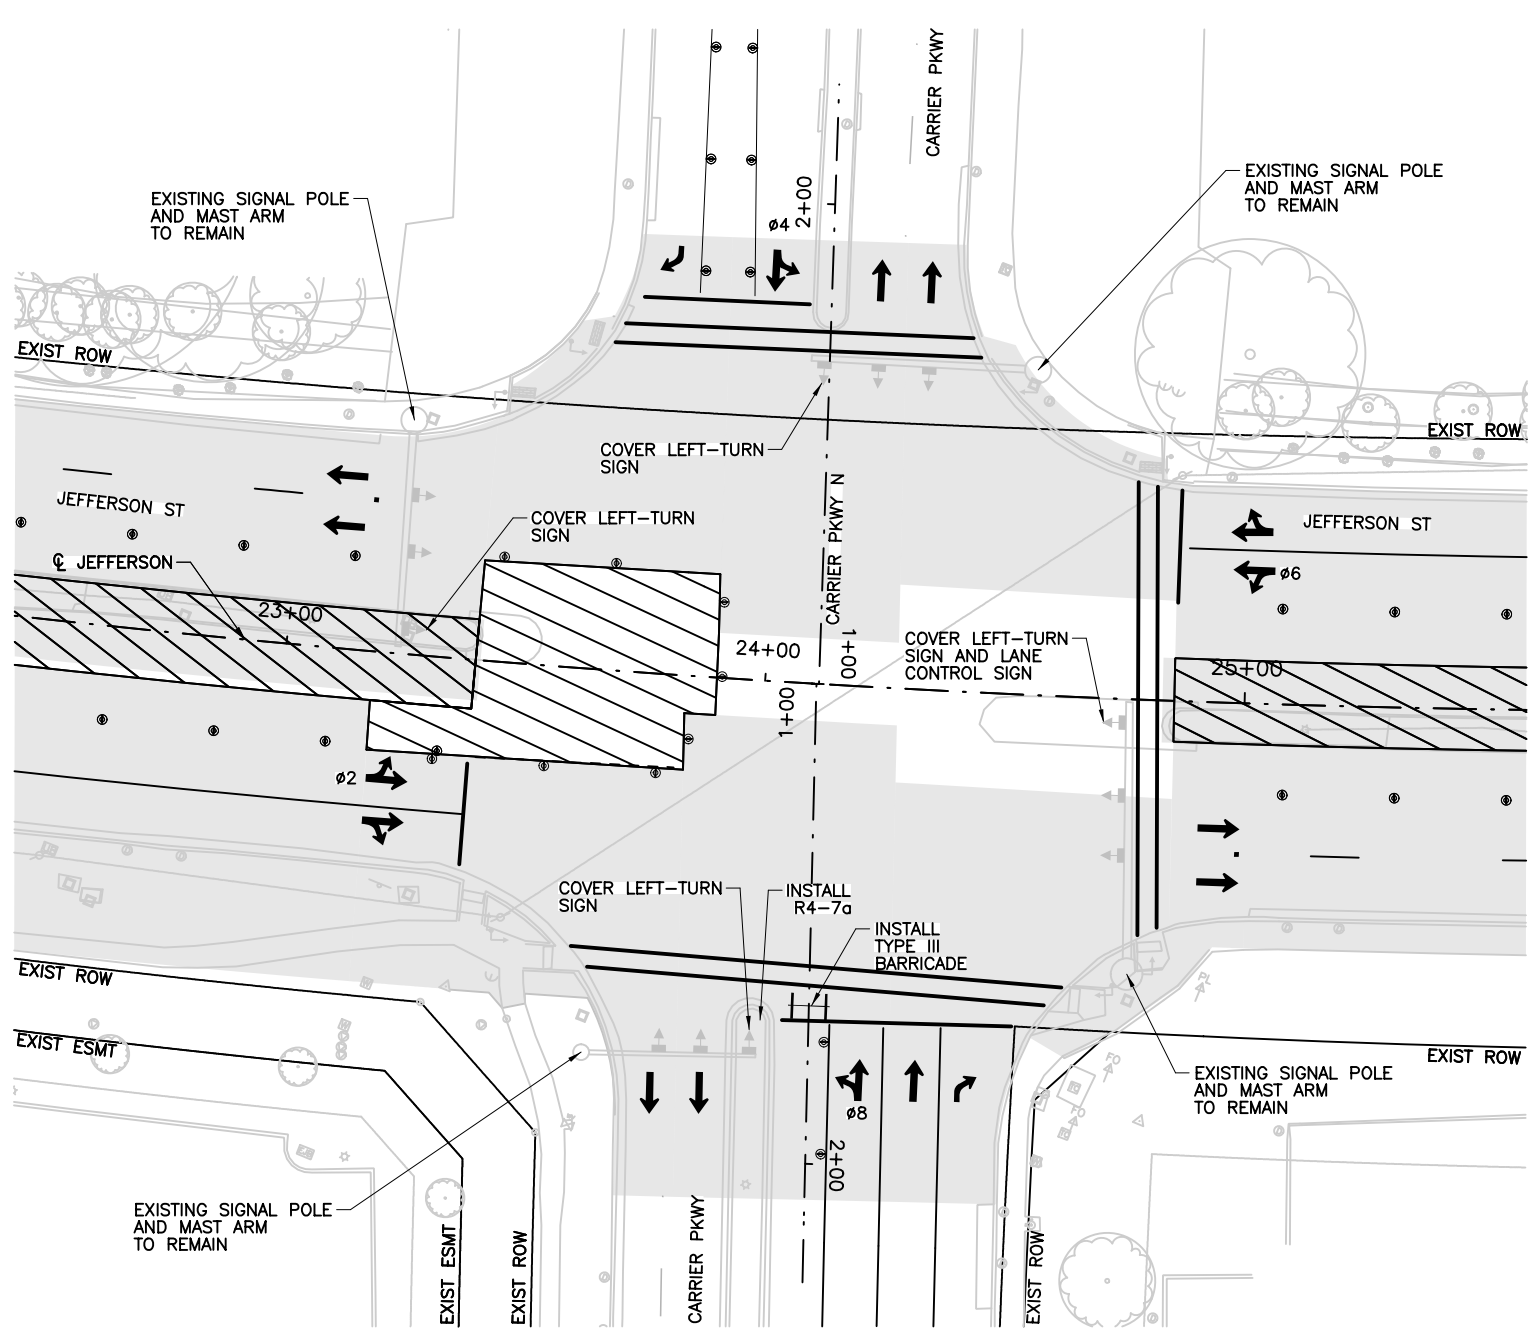 CARRIER PKWY
EXISTING SIGNAL POLE
AND MAST ARM
TO REMAIN
EXISTING SIGNAL POLE
AND MAST ARM
TO REMAIN
ø4
2+00
EXIST ROW
EXIST ROW
COVER LEFT-TURN
SIGN
JEFFERSON ST
COVER LEFT-TURN
SIGN
CARRIER PKWY N
JEFFERSON ST
℄ JEFFERSON
ø6
23+00
24+00
1+00
1+00
COVER LEFT-TURN
SIGN AND LANE
CONTROL SIGN
25+00
ø2
COVER LEFT-TURN
SIGN
INSTALL
R4-7a
INSTALL
TYPE III
BARRICADE
EXIST ROW
PL
EXIST ESMT
FO
EXIST ROW
EXISTING SIGNAL POLE
AND MAST ARM
TO REMAIN
ø8
FO
2+00
EXISTING SIGNAL POLE
AND MAST ARM
TO REMAIN
EXIST ESMT
EXIST ROW
CARRIER PKWY
EXIST ROW